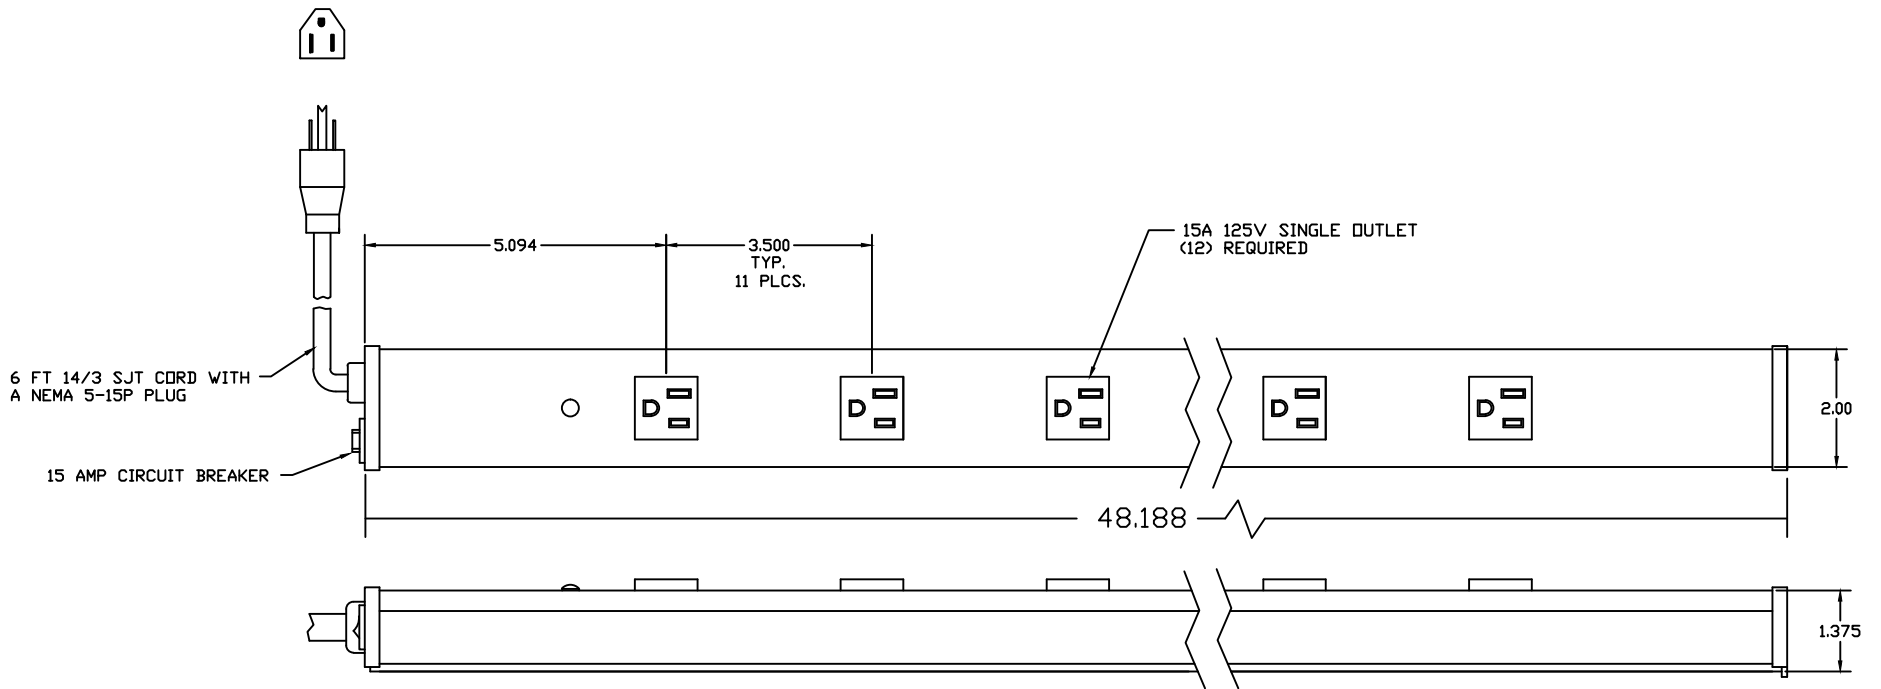 5.094
3.500
TYP.
11 PLCS.
15A 125V SINGLE OUTLET
(12) REQUIRED
6 FT 14/3 SJT CORD WITH
A NEMA 5-15P PLUG
2.00
15 AMP CIRCUIT BREAKER
48.188
1.375